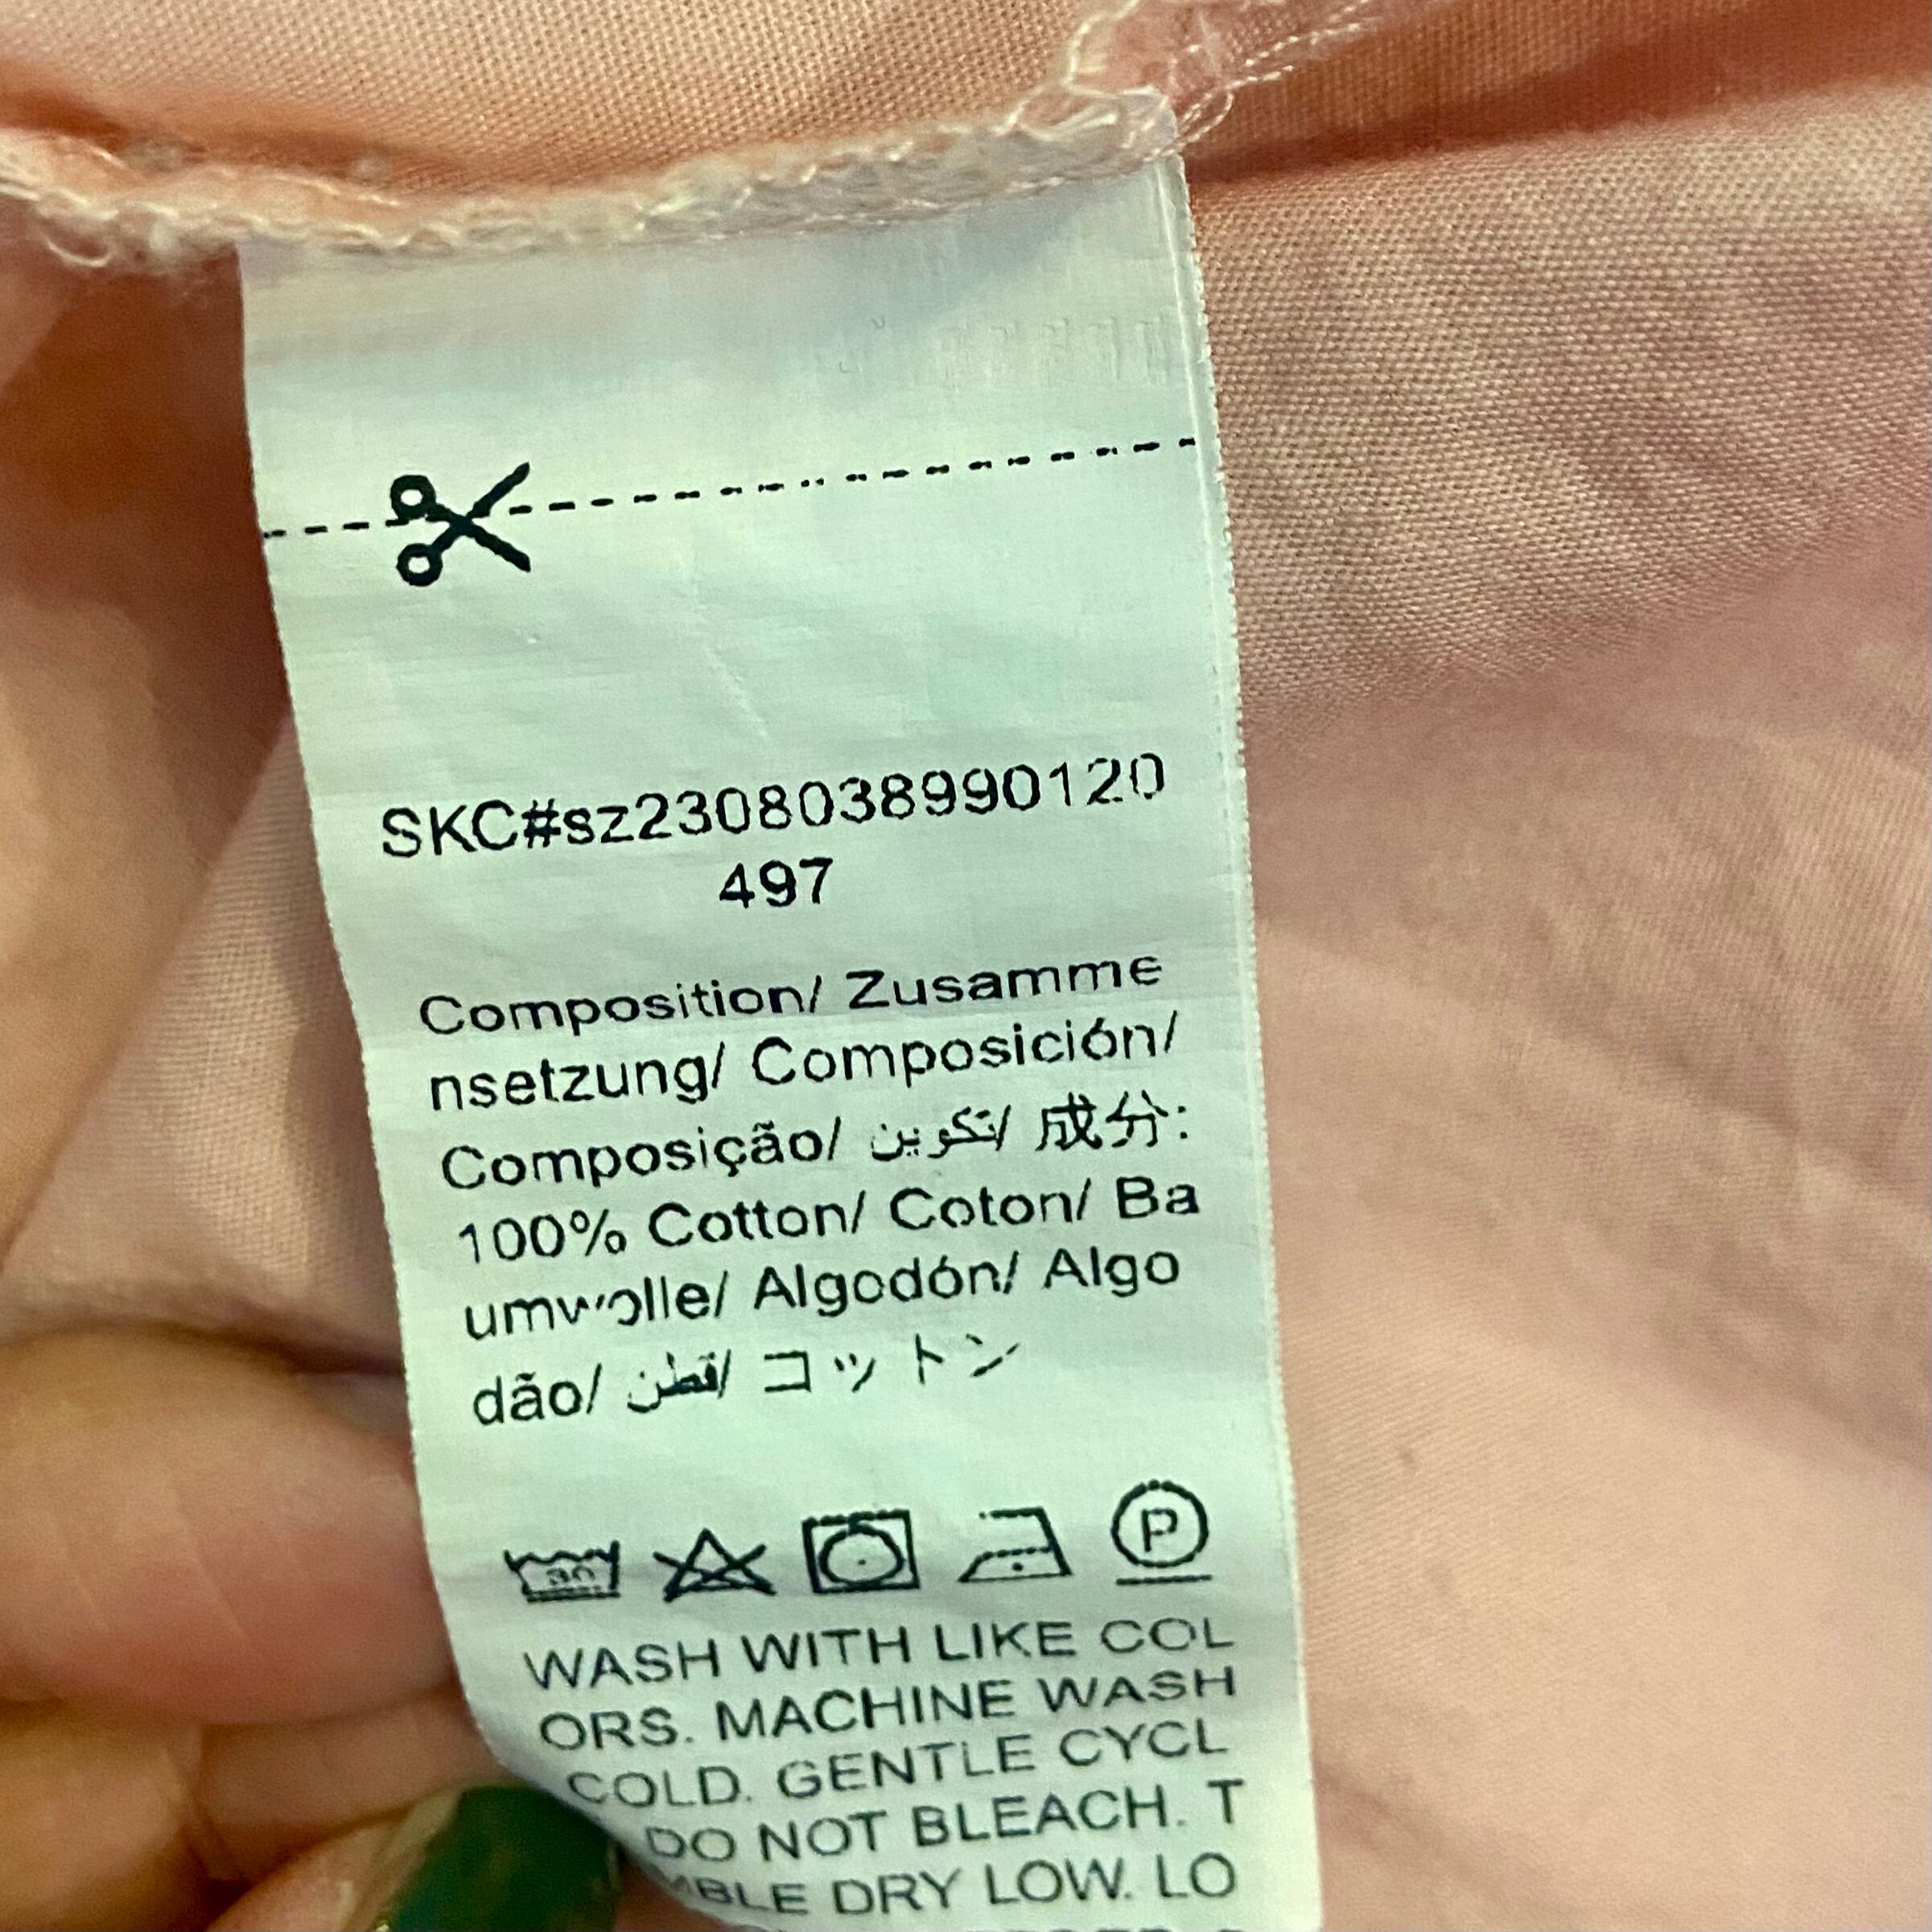 SKC#sz2308038990120
497
Composition/ Zusamme
nsetzung/ Composición/
Composição/ تكوين/ 成分:
100% Cotton/ Coton/ Ba
umwolle/ Algodón/ Algo
dão/ قطن/ コットン
30
P
WASH WITH LIKE COL
ORS. MACHINE WASH
COLD. GENTLE CYCL
DO NOT BLEACH. T
MBLE DRY LOW. LO